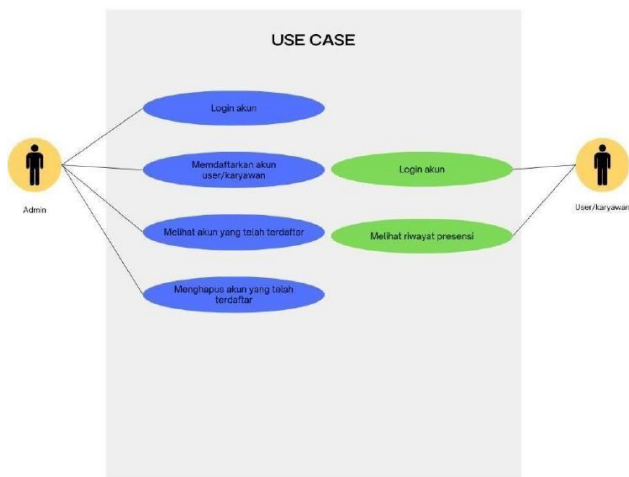 USE CASE
Login akun
Memdaftarkan akun
user/karyawan
Login akun
Admin
User/karyawan
Melihat akun yang telah terdaftar
Melihat riwayat presensi
Menghapus akun yang telah
terdaftar